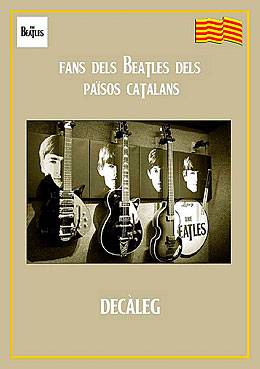 THE
BEATLES
FANS DELS BEATLES DELS
PAÏSOS CATALANS
THE
BEATLES
DECÀLEG